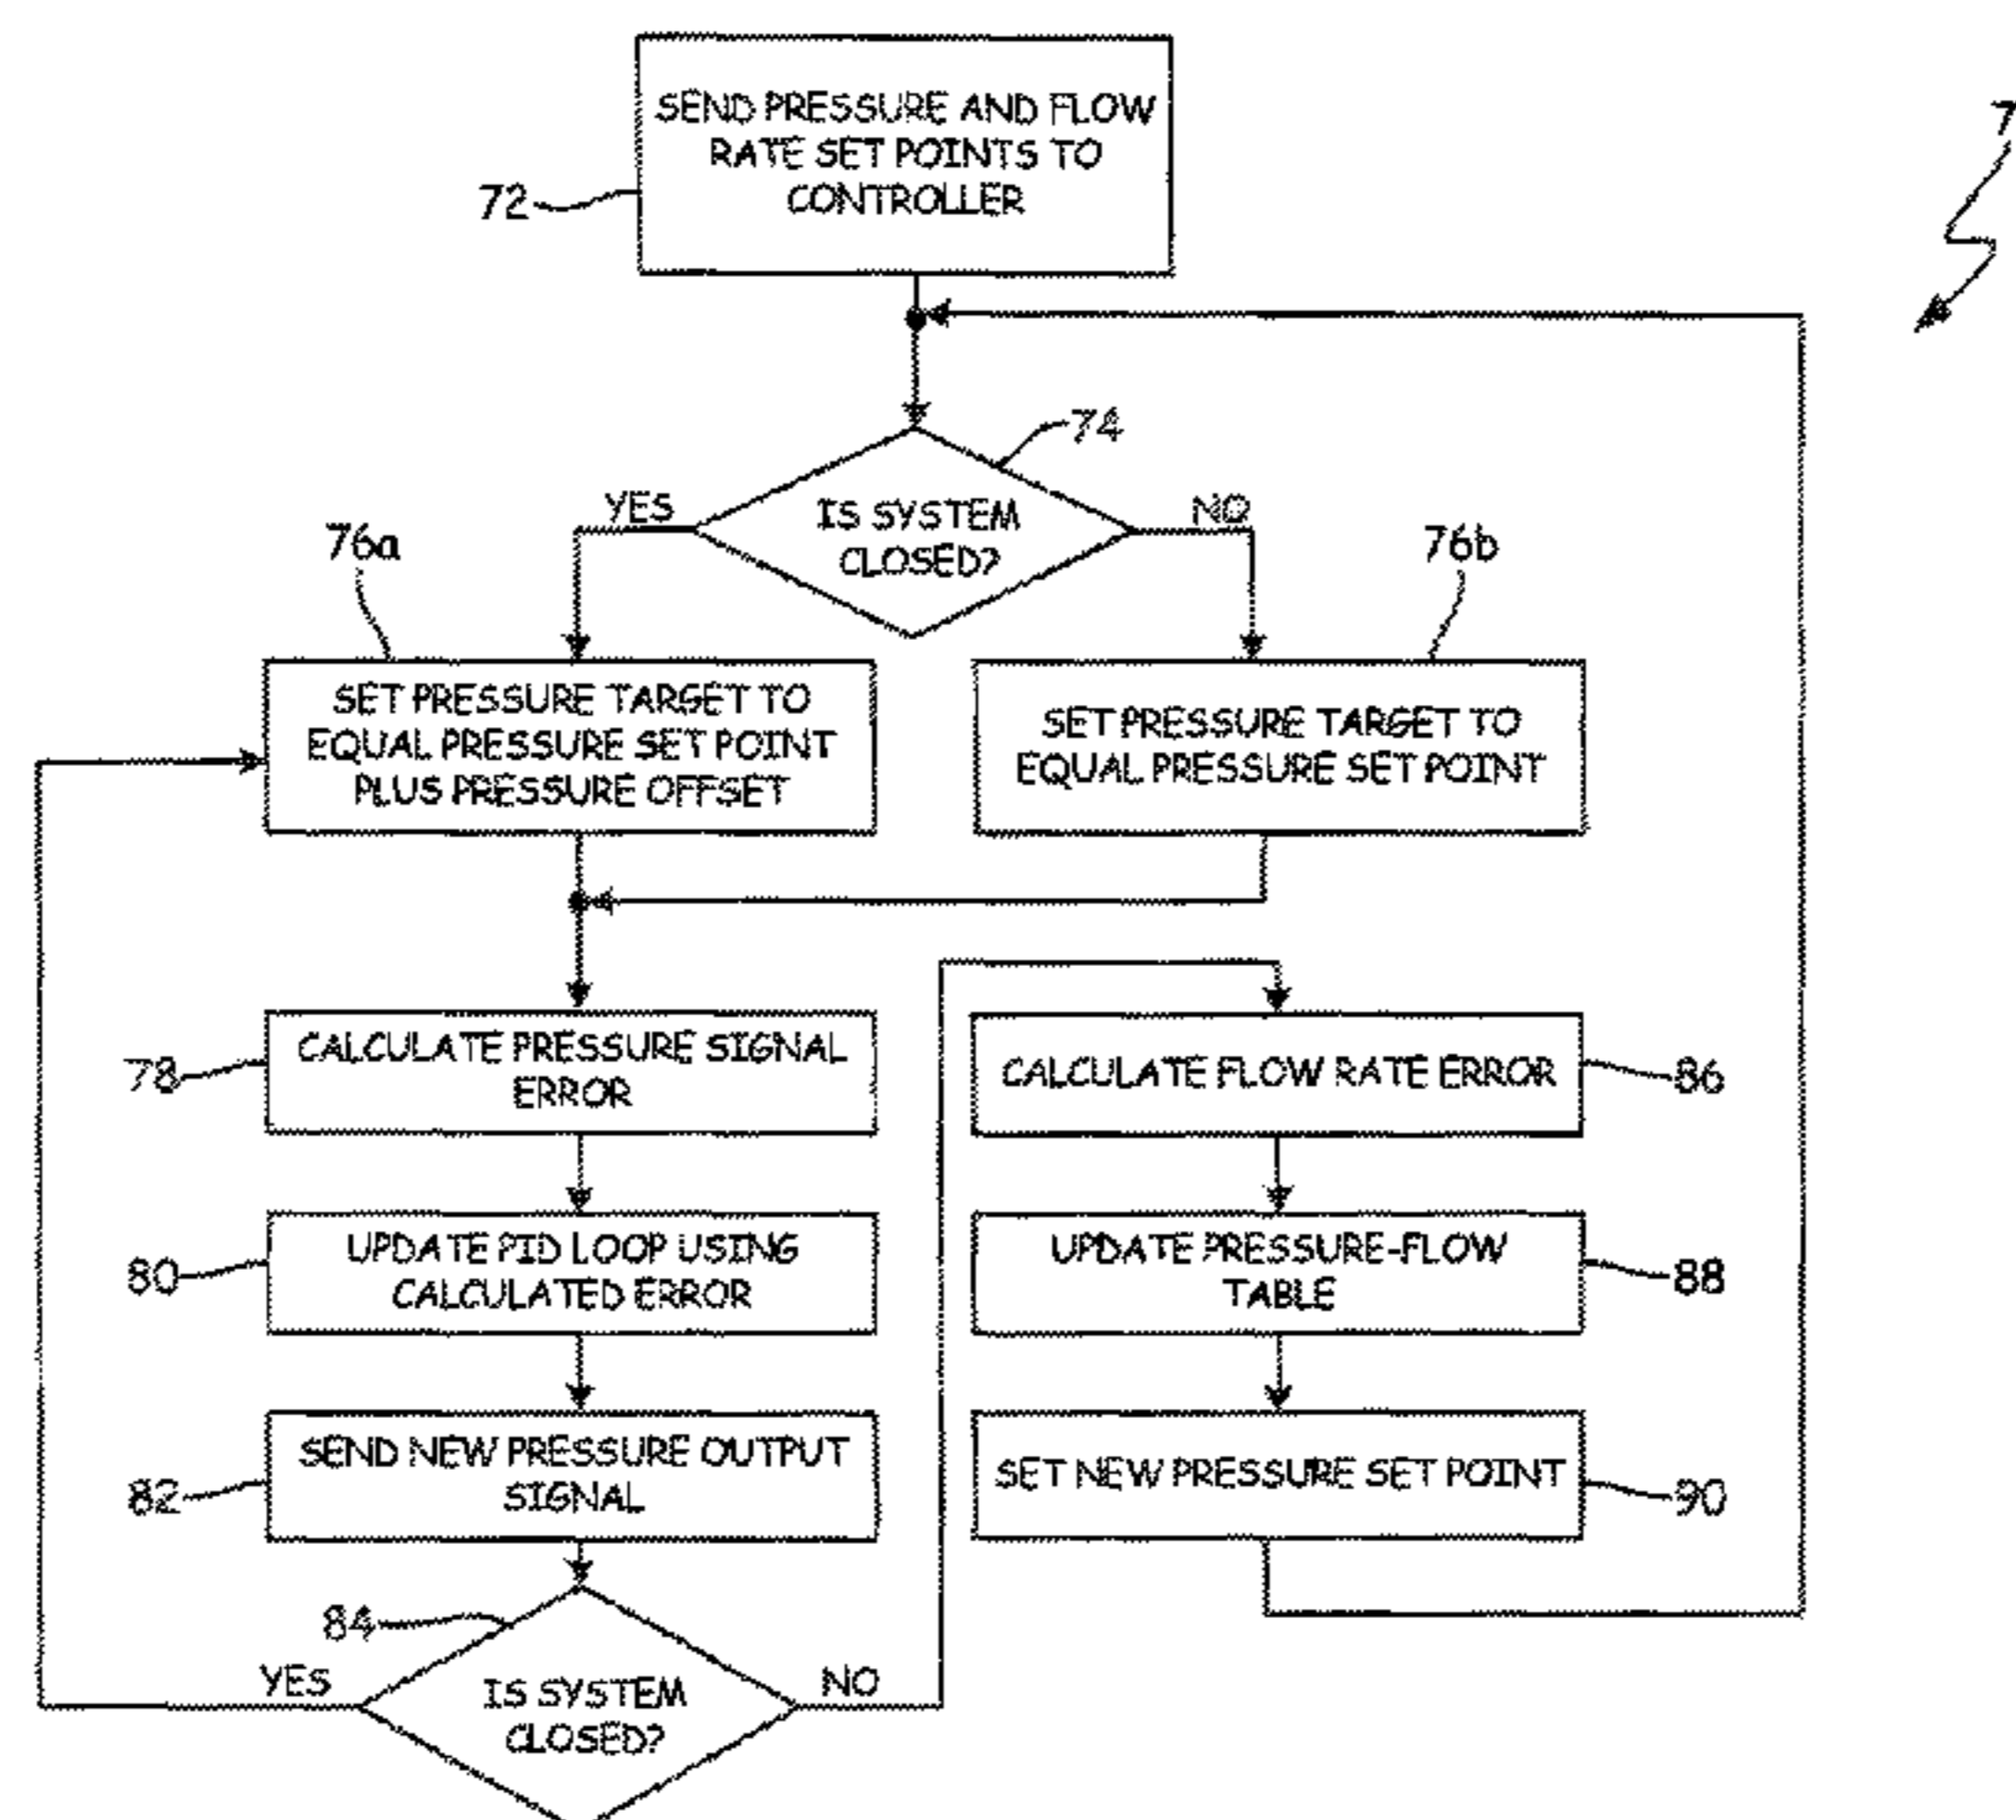 SEND PRESSURE AND FLOW
RATE SET POINTS TO
CONTROLLER
72
7
74
IS SYSTEM
CLOSED?
YES
NO
76a
76b
SET PRESSURE TARGET TO
EQUAL PRESSURE SET POINT
PLUS PRESSURE OFFSET
SET PRESSURE TARGET TO
EQUAL PRESSURE SET POINT
CALCULATE PRESSURE SIGNAL
ERROR
78
CALCULATE FLOW RATE ERROR
86
UPDATE PID LOOP USING
CALCULATED ERROR
80
UPDATE PRESSURE-FLOW
TABLE
88
SEND NEW PRESSURE OUTPUT
SIGNAL
82
SET NEW PRESSURE SET POINT
90
84
YES
IS SYSTEM
CLOSED?
NO